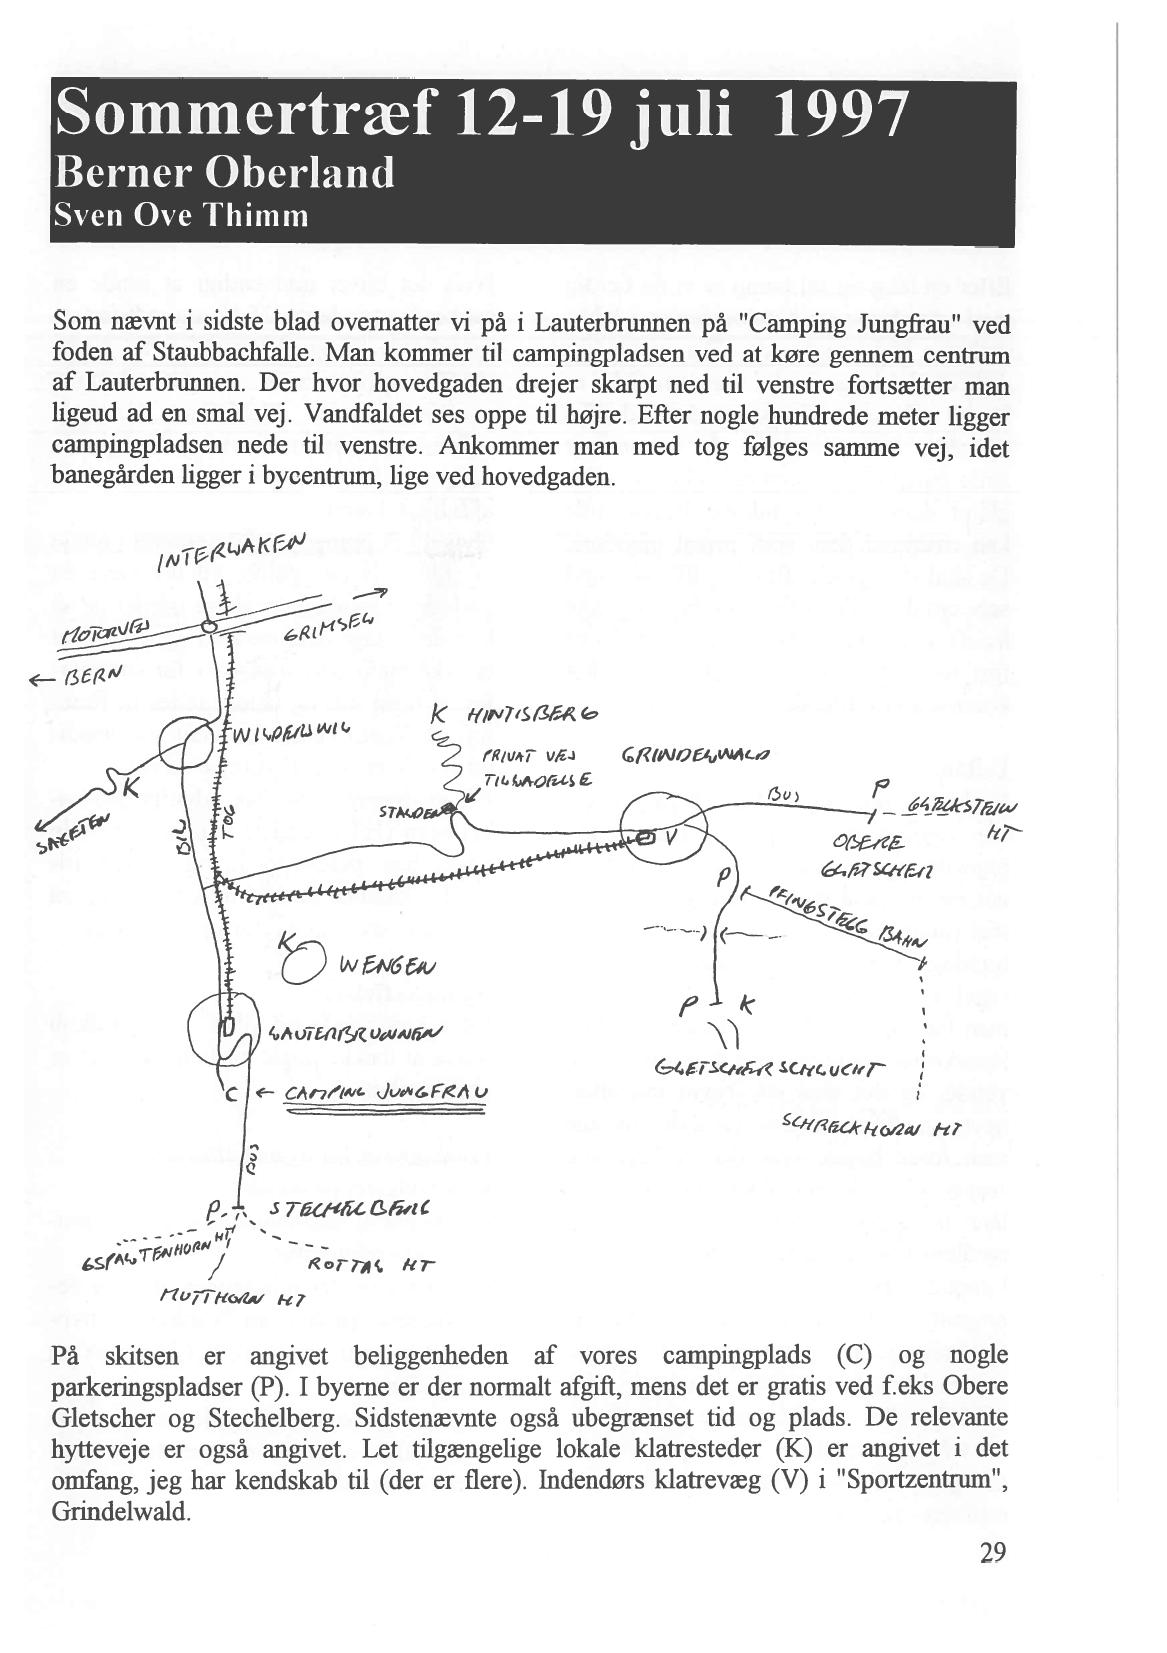 Sommertræf 12-19 juli 1997
Berner Oberland
Sven Ove Thimm
Som nævnt i sidste blad overnatter vi på i Lauterbrunnen på "Camping Jungfrau" ved
foden af Staubbachfalle. Man kommer til campingpladsen ved at køre gennem centrum
af Lauterbrunnen. Der hvor hovedgaden drejer skarpt ned til venstre fortsætter man
ligeud ad en smal vej. Vandfaldet ses oppe til højre. Efter nogle hundrede meter ligger
campingpladsen nede til venstre. Ankommer man med tog følges samme vej, idet
banegården ligger i bycentrum, lige ved hovedgaden.
INTERLAKEN
MOTORVEJ
GRIMSEL
← BERN
WILDERSWIL
K HINTISBERG
PRIVAT VEJ
TILLADELSE
GRINDELWALD
K
SAXETEN
BIL
TOG
STALDEN
V
BUS
P
GLECKSTEIN
HT
OBERE
GLETSCHER
P
PFINGSTEGG BAHN
K
WENGEN
P K
LAUTERBRUNNEN
GLETSCHER SCHLUCHT
C ← CAMPING JUNGFRAU
SCHRECKHORN HT
BUS
P
STECHELBERG
GSPALTENHORN HT
ROTTAL HT
MUTTHORN HT
På skitsen er angivet beliggenheden af vores campingplads (C) og nogle
parkeringspladser (P). I byerne er der normalt afgift, mens det er gratis ved f.eks Obere
Gletscher og Stechelberg. Sidstenævnte også ubegrænset tid og plads. De relevante
hytteveje er også angivet. Let tilgængelige lokale klatresteder (K) er angivet i det
omfang, jeg har kendskab til (der er flere). Indendørs klatrevæg (V) i "Sportzentrum",
Grindelwald.
29